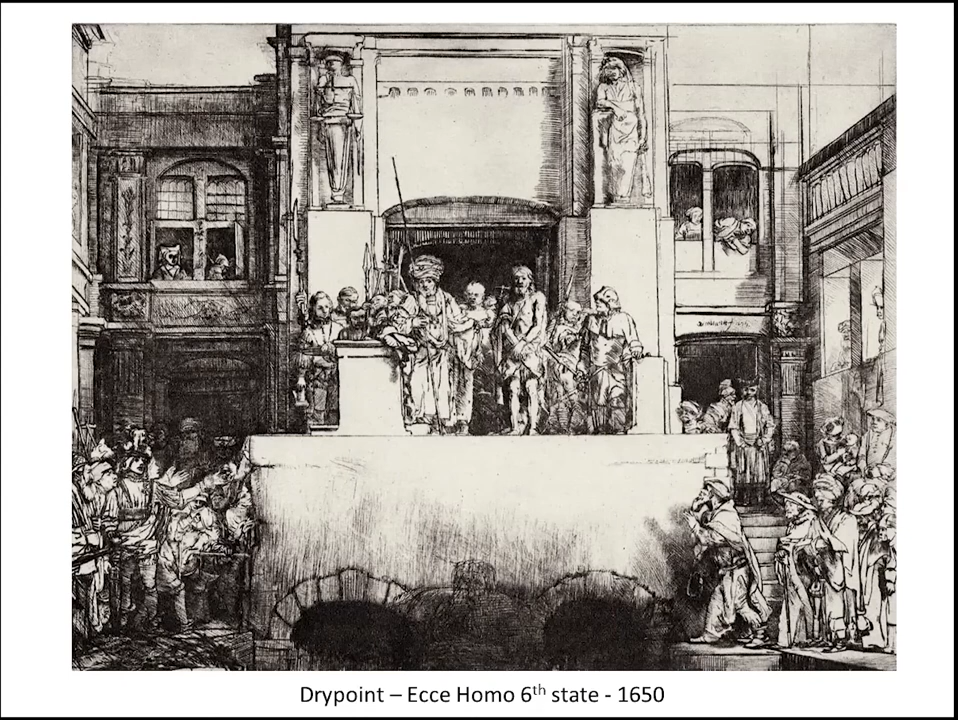 Drypoint – Ecce Homo 6th state - 1650